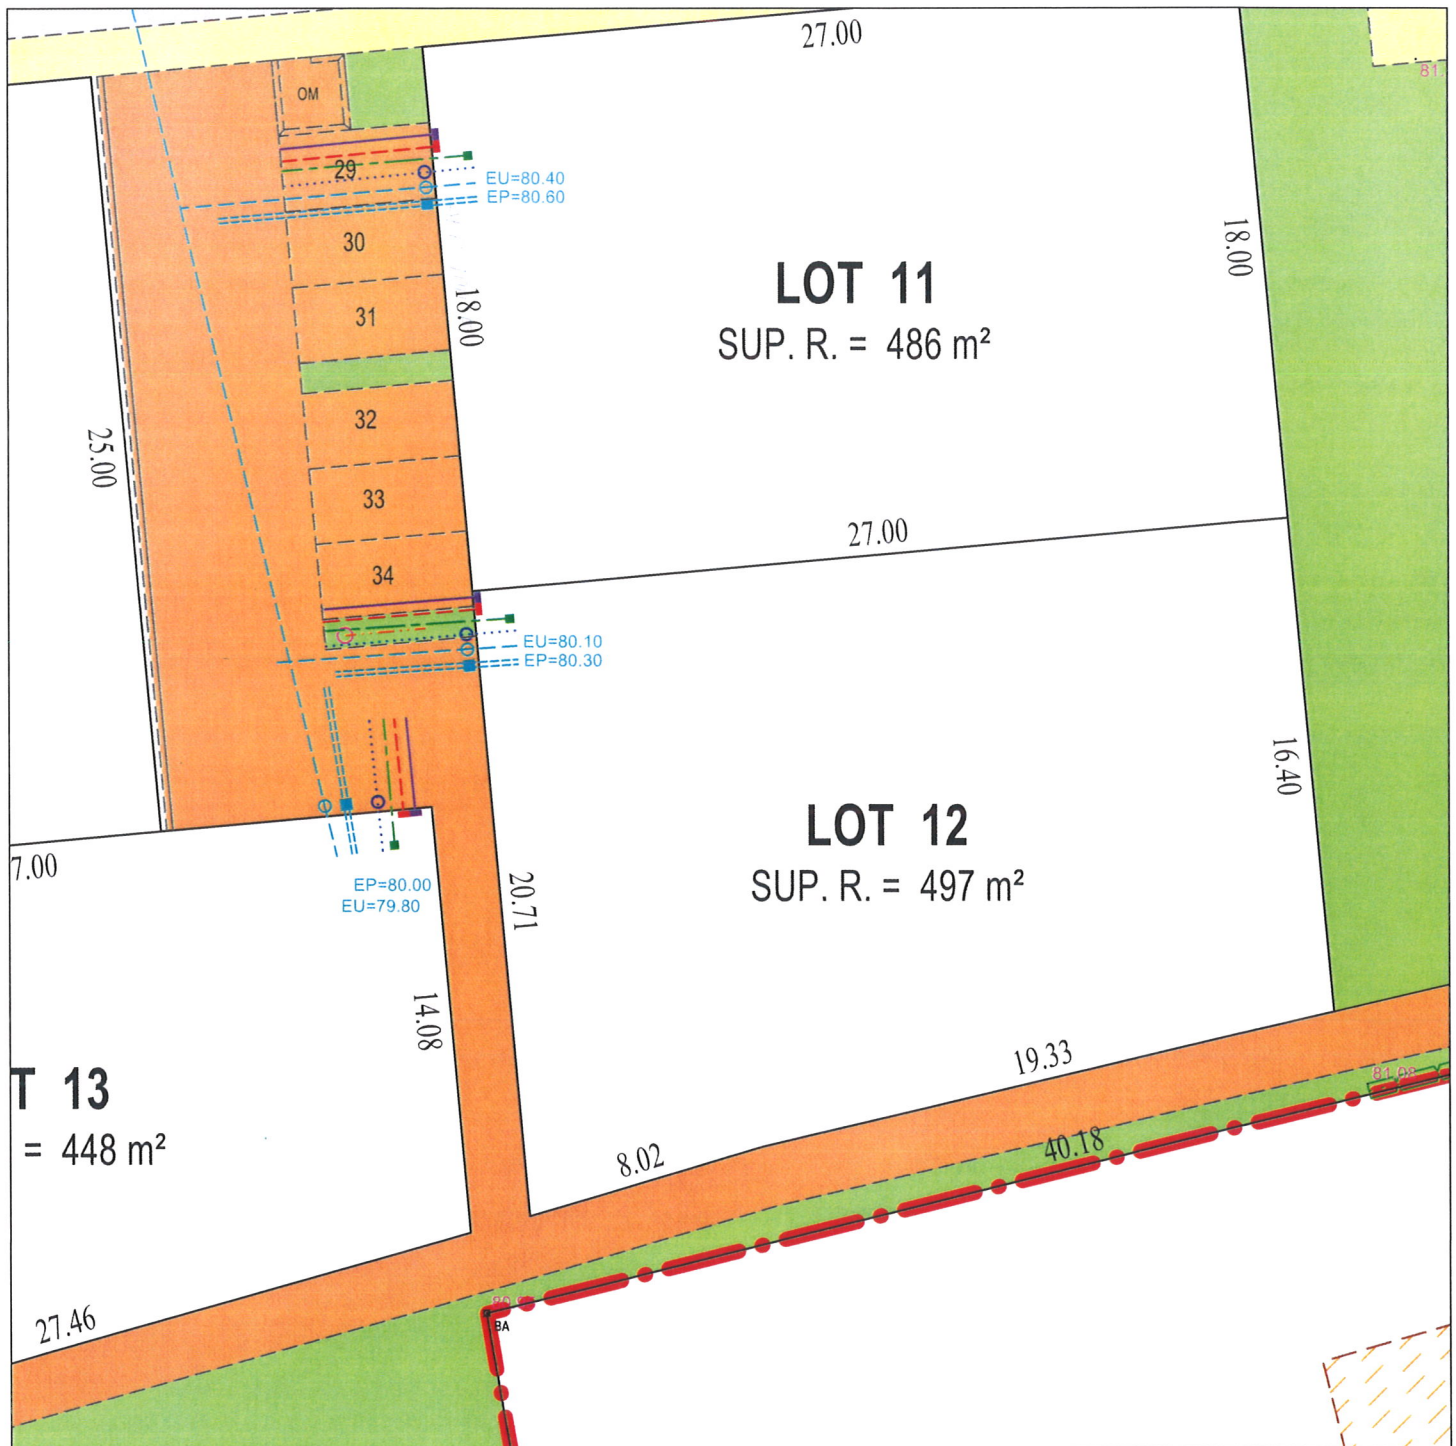 27.00
81.
OM
29
EU=80.40
EP=80.60
30
18.00
31
18.00
LOT 11
SUP. R. = 486 m²
32
25.00
33
27.00
34
EU=80.10
EP=80.30
16.40
LOT 12
SUP. R. = 497 m²
7.00
EP=80.00
EU=79.80
20.71
14.08
19.33
81.08
T 13
= 448 m²
8.02
40.18
BA
27.46